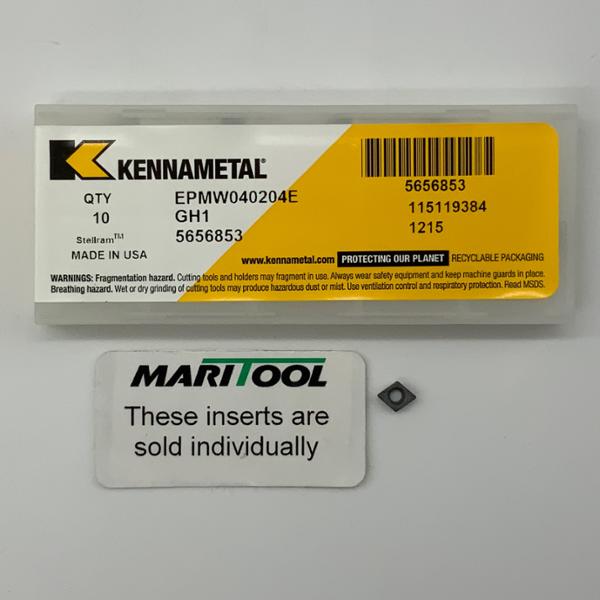 KENNAMETAL®
QTY
10
EPMW040204E
GH1
5656853
Stellram™
MADE IN USA
5656853
115119384
1215
www.kennametal.com PROTECTING OUR PLANET RECYCLABLE PACKAGING
WARNINGS: Fragmentation hazard. Cutting tools and holders may fragment in use. Always wear safety equipment and keep machine guards in place.
Breathing hazard. Wet or dry grinding of cutting tools may produce hazardous dust or mist. Use ventilation control and respiratory protection. Read MSDS.
MARITOOL
These inserts are
sold individually